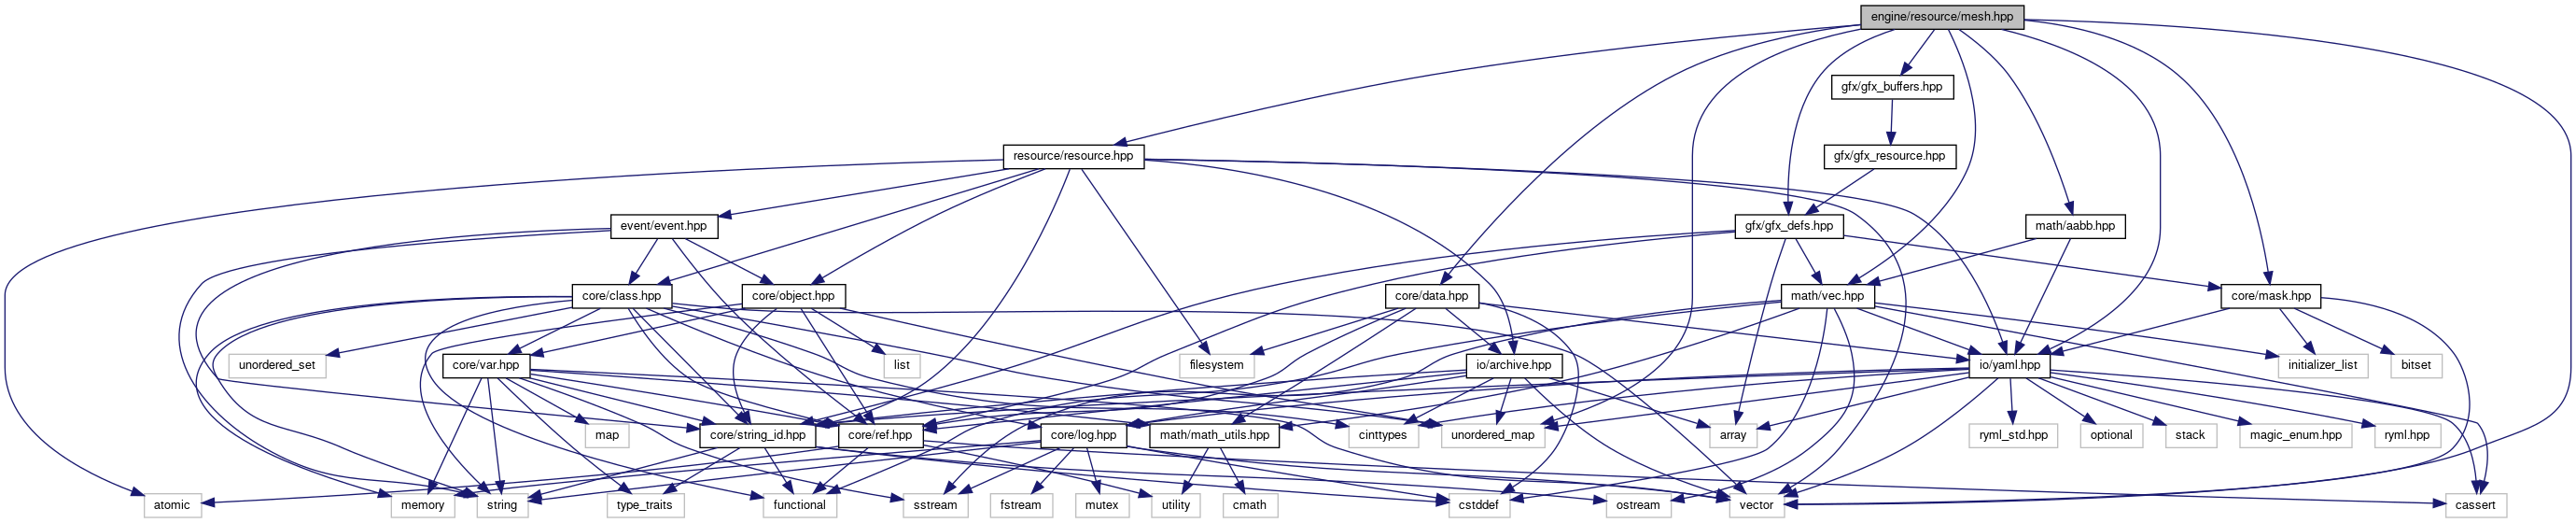 engine/resource/mesh.hpp
gfx/gfx_buffers.hpp
resource/resource.hpp
gfx/gfx_resource.hpp
event/event.hpp
gfx/gfx_defs.hpp
math/aabb.hpp
core/class.hpp
core/object.hpp
core/data.hpp
math/vec.hpp
core/mask.hpp
unordered_set
core/var.hpp
list
filesystem
io/archive.hpp
io/yaml.hpp
initializer_list
bitset
map
core/string_id.hpp
core/ref.hpp
core/log.hpp
math/math_utils.hpp
cinttypes
unordered_map
array
ryml_std.hpp
optional
stack
magic_enum.hpp
ryml.hpp
atomic
memory
string
type_traits
functional
sstream
fstream
mutex
utility
cmath
cstddef
ostream
vector
cassert